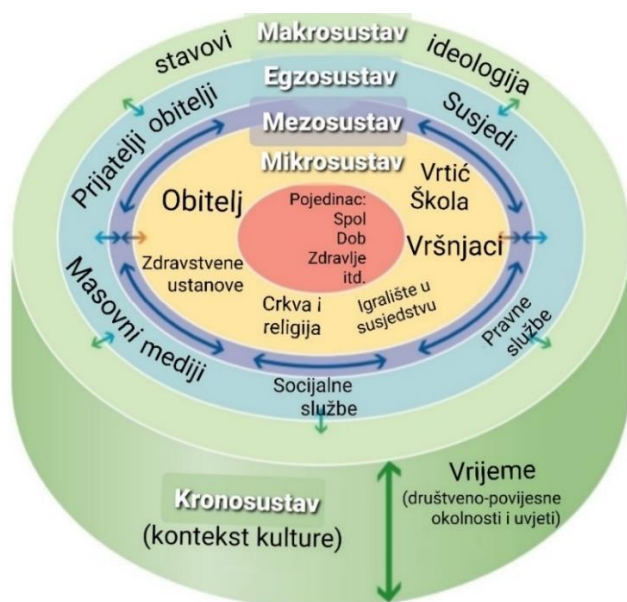 Makrosustav
stavovi
ideologija
Egzosustav
Prijatelji obitelji
Susjedi
Mezosustav
Mikrosustav
Obitelj
Pojedinac:
Spol
Dob
Zdravlje
itd.
Vrtić
Škola
Vršnjaci
Zdravstvene
ustanove
Crkva i
religija
Igralište u
susjedstvu
Masovni mediji
Socijalne
službe
Pravne
službe
Kronosustav
(kontekst kulture)
Vrijeme
(društveno-povijesne
okolnosti i uvjeti)